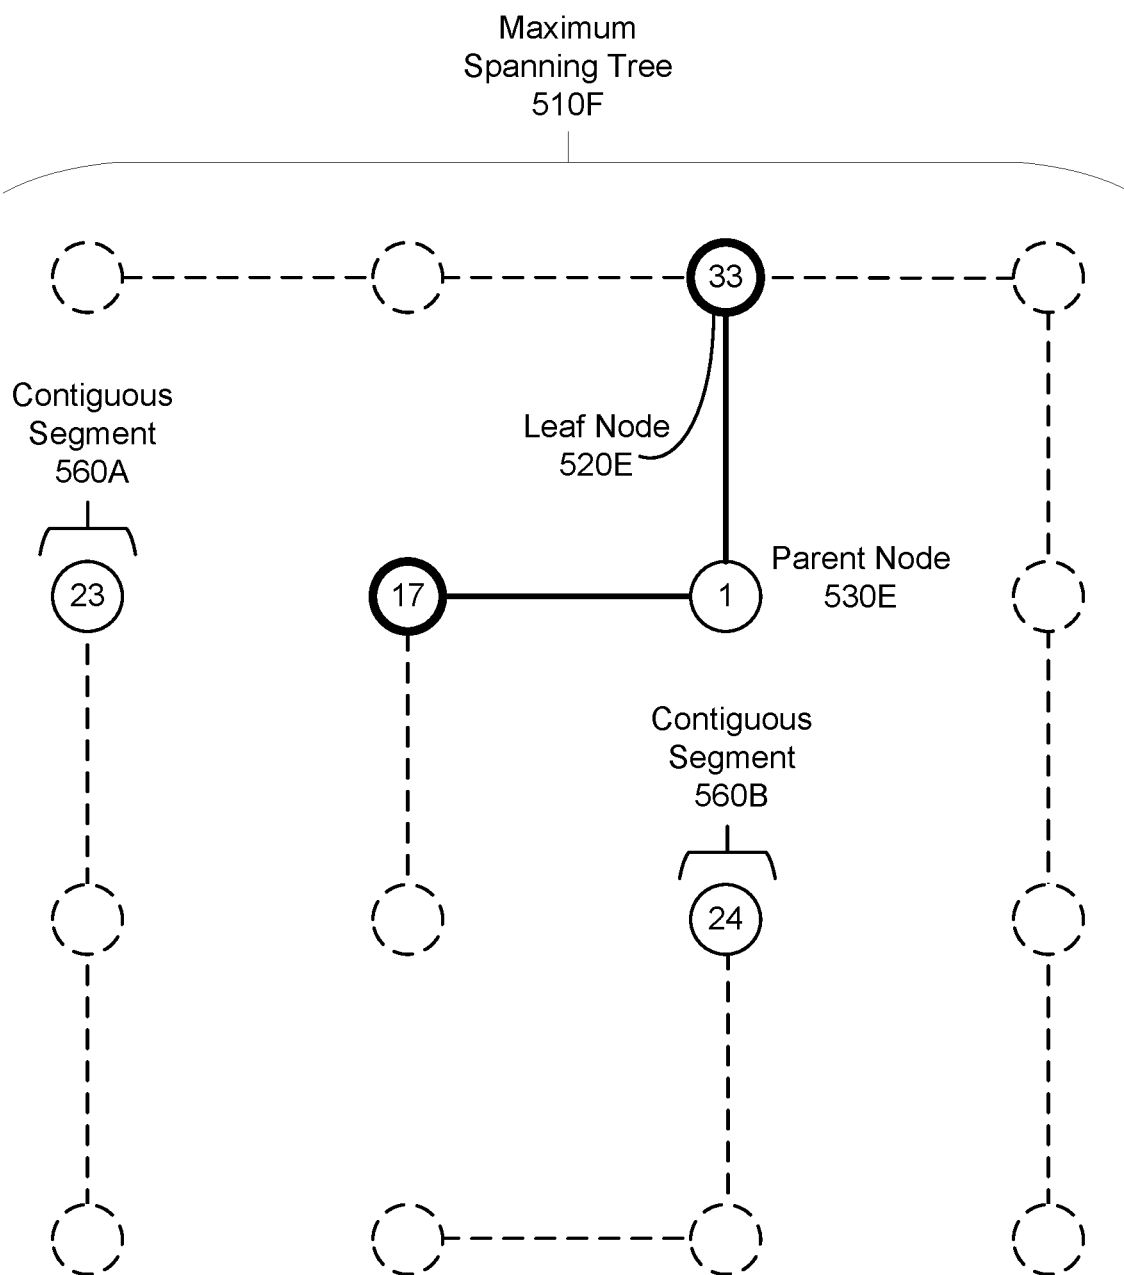 Maximum
Spanning Tree
510F
33
Contiguous
Segment
560A
Leaf Node
520E
23
17
1
Parent Node
530E
Contiguous
Segment
560B
24